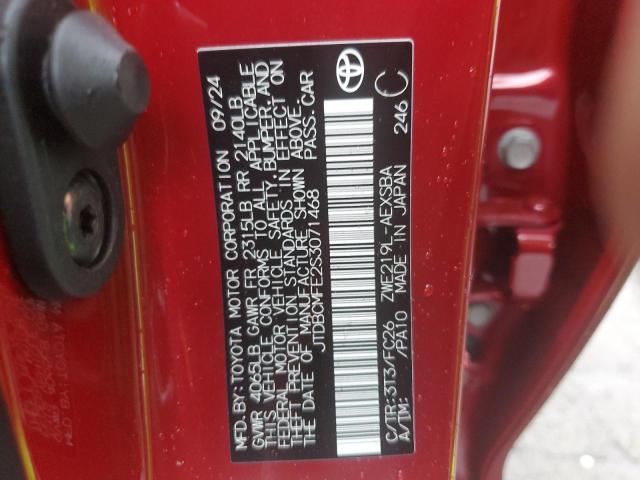 MFD.BY:TOYOTA MOTOR CORPORATION 09/24
GVWR 4065LB GAWR FR 2315LB RR 2140LB
THIS VEHICLE CONFORMS TO ALL APPLICABLE
FEDERAL MOTOR VEHICLE SAFETY, BUMPER, AND
THEFT PREVENTION STANDARDS IN EFFECT ON
THE DATE OF MANUFACTURE SHOWN ABOVE.
JTDBCMFE2S3071468 PASS.CAR
C/TR:3T3/FC26 ZWE219L-AEXSBA 246
A/TM: /PA10 MADE IN JAPAN